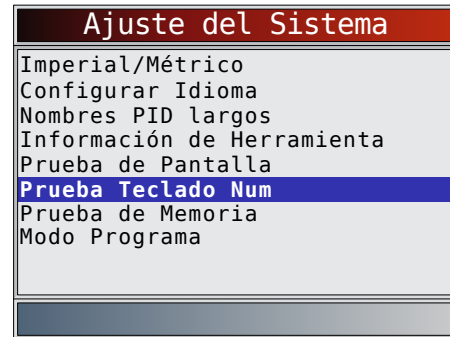 Ajuste del Sistema
Imperial/Métrico
Configurar Idioma
Nombres PID largos
Información de Herramienta
Prueba de Pantalla
Prueba Teclado Num
Prueba de Memoria
Modo Programa